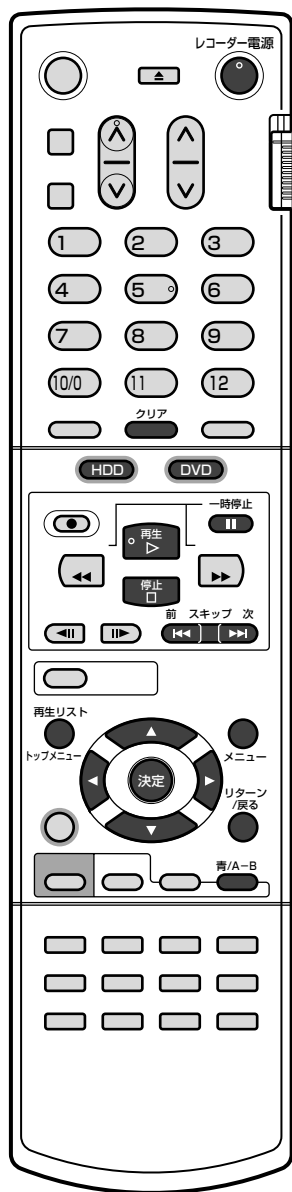 レコーダー電源
1 2 3
4 5 6
7 8 9
10/0 11 12
クリア
HDD DVD
一時停止
再生
停止
前 スキップ 次
再生リスト
トップメニュー
メニュー
決定
リターン
/戻る
青/A-B